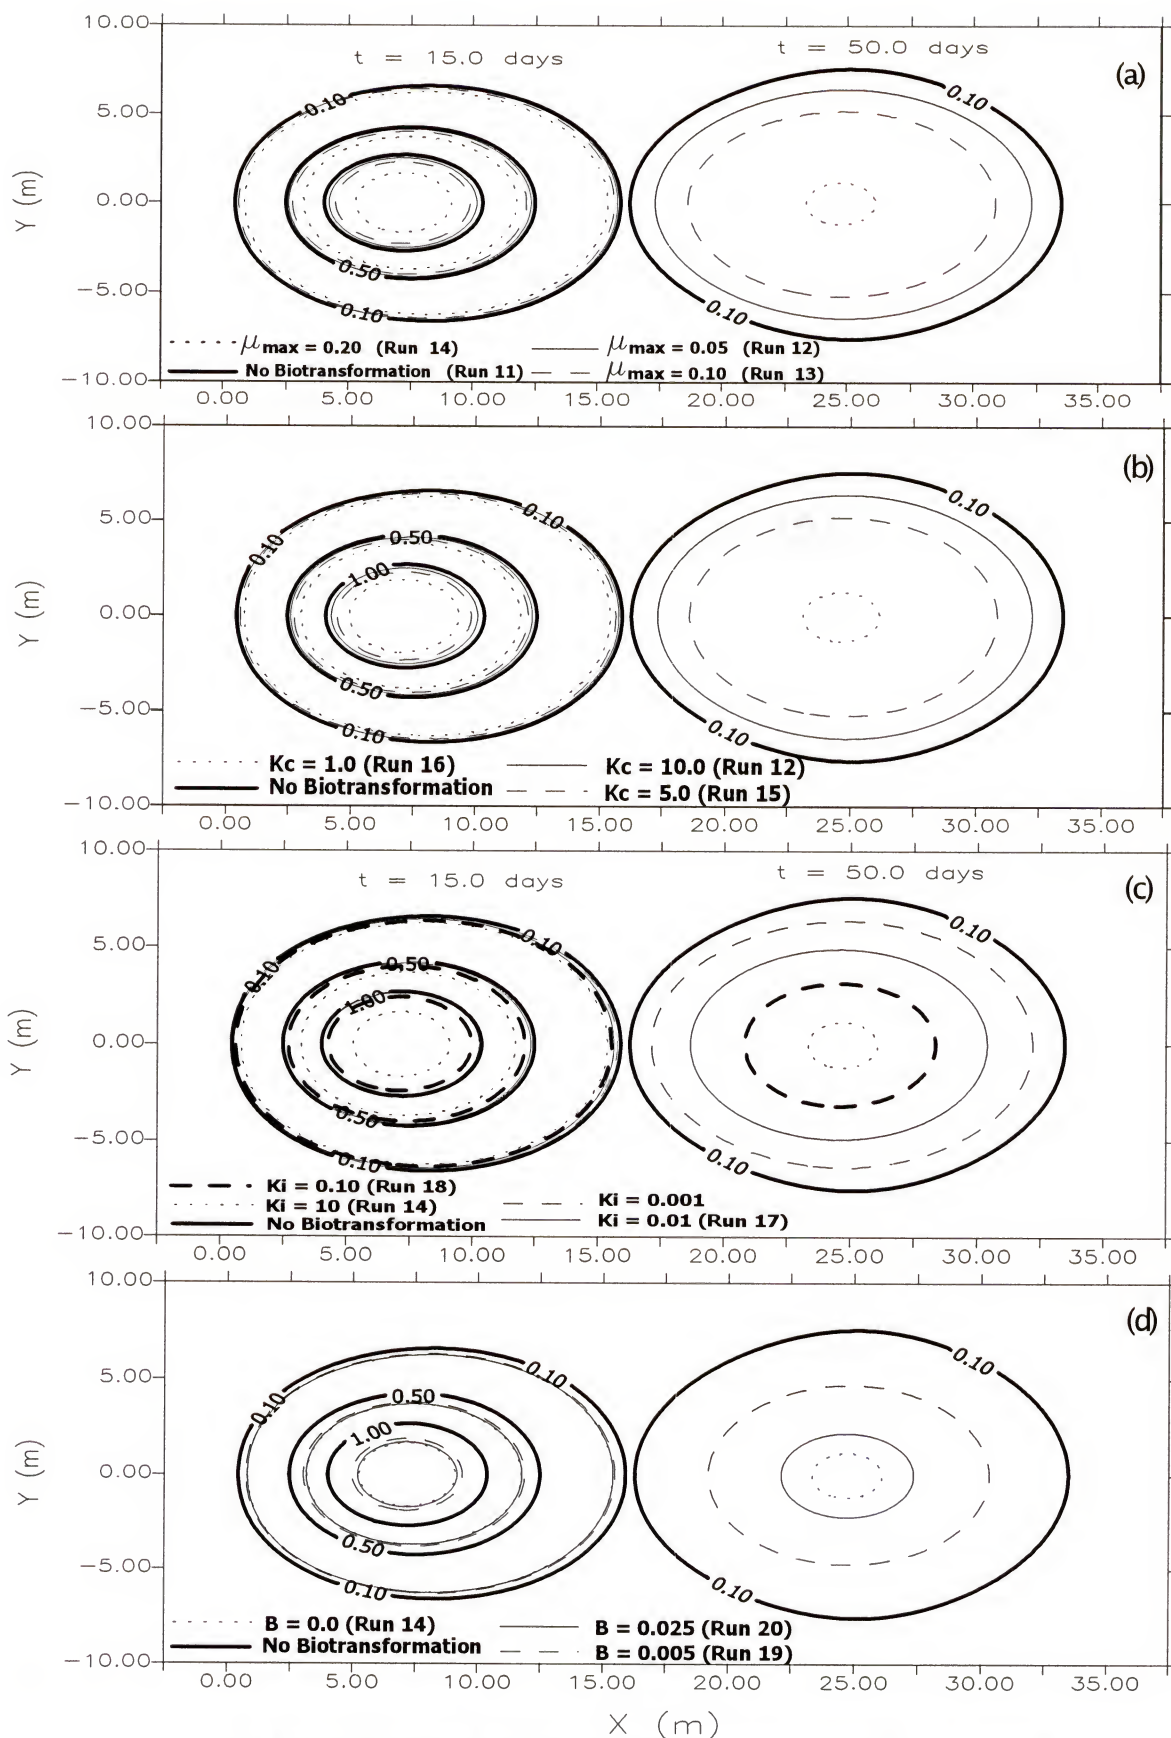 10.00
t = 15.0 days
t = 50.0 days
(a)
0.10
0.10
5.00
0.00
Y (m)
0.50
−5.00
0.10
0.10
μmax = 0.20 (Run 14)
μmax = 0.05 (Run 12)
No Biotransformation (Run 11)
μmax = 0.10 (Run 13)
−10.00
0.00 5.00 10.00 15.00 20.00 25.00 30.00 35.00
10.00
(b)
0.10
0.10
5.00
0.10
0.50
1.00
0.00
Y (m)
0.50
−5.00
0.10
0.10
Kc = 1.0 (Run 16)
Kc = 10.0 (Run 12)
No Biotransformation
Kc = 5.0 (Run 15)
−10.00
0.00 5.00 10.00 15.00 20.00 25.00 30.00 35.00
10.00
t = 15.0 days
t = 50.0 days
(c)
0.10
0.10
5.00
0.10
0.50
1.00
0.00
Y (m)
0.50
−5.00
0.10
0.10
Ki = 0.10 (Run 18)
Ki = 10 (Run 14)
Ki = 0.001
No Biotransformation
Ki = 0.01 (Run 17)
−10.00
0.00 5.00 10.00 15.00 20.00 25.00 30.00 35.00
10.00
(d)
0.10
0.10
5.00
0.10
0.50
1.00
0.00
Y (m)
0.50
−5.00
0.10
0.10
B = 0.0 (Run 14)
B = 0.025 (Run 20)
No Biotransformation
B = 0.005 (Run 19)
−10.00
0.00 5.00 10.00 15.00 20.00 25.00 30.00 35.00
X (m)